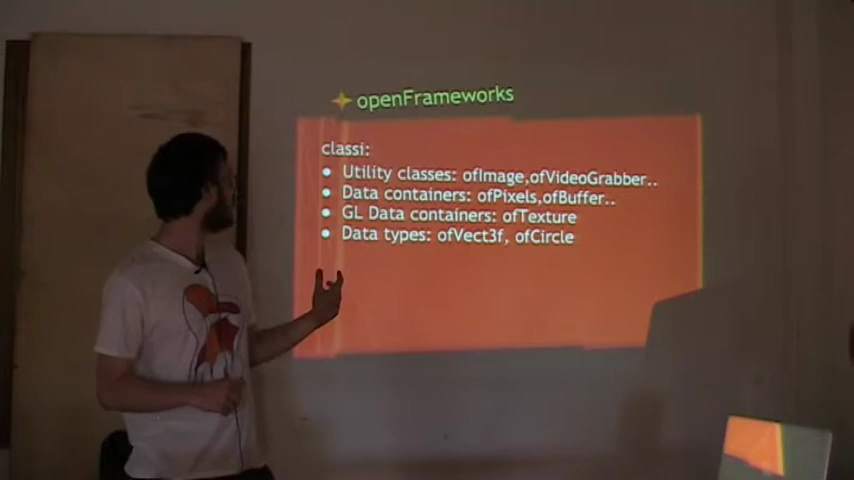 openFrameworks
classi:
• Utility classes: ofImage,ofVideoGrabber..
• Data containers: ofPixels,ofBuffer..
• GL Data containers: ofTexture
• Data types: ofVect3f, ofCircle